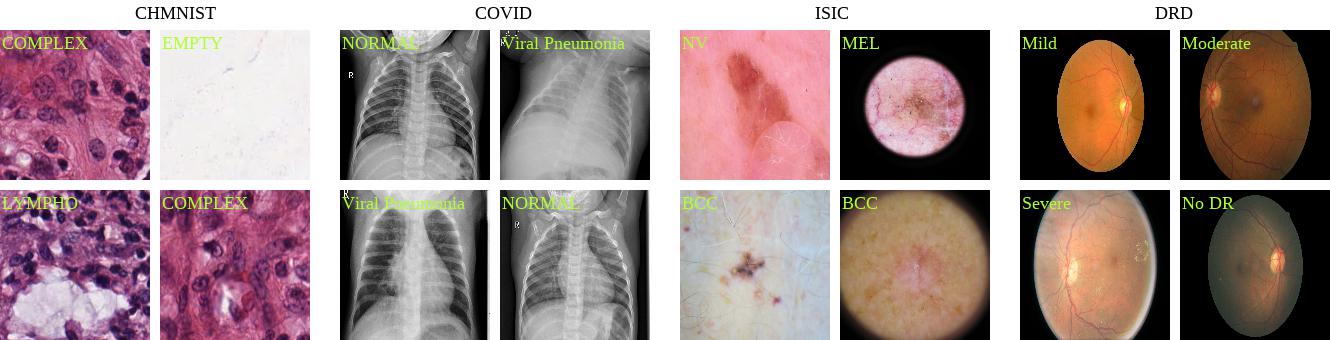 CHMNIST COVID ISIC DRD
COMPLEX EMPTY NORMAL Viral Pneumonia NV MEL Mild Moderate
R
LYMPHO COMPLEX Viral Pneumonia NORMAL BCC BCC Severe No DR
R
R